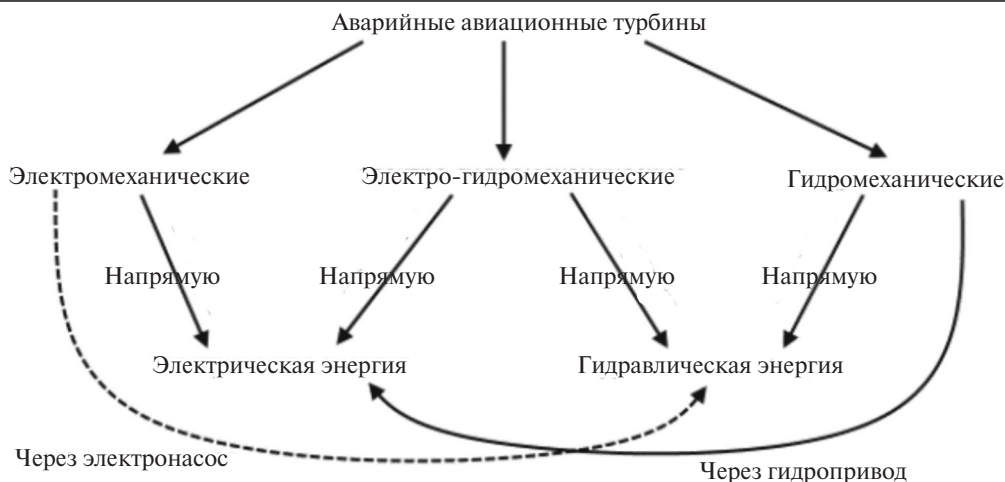 Аварийные авиационные турбины
Электромеханические
Электро-гидромеханические
Гидромеханические
Напрямую
Напрямую
Напрямую
Напрямую
Электрическая энергия
Гидравлическая энергия
Через электронасос
Через гидропривод